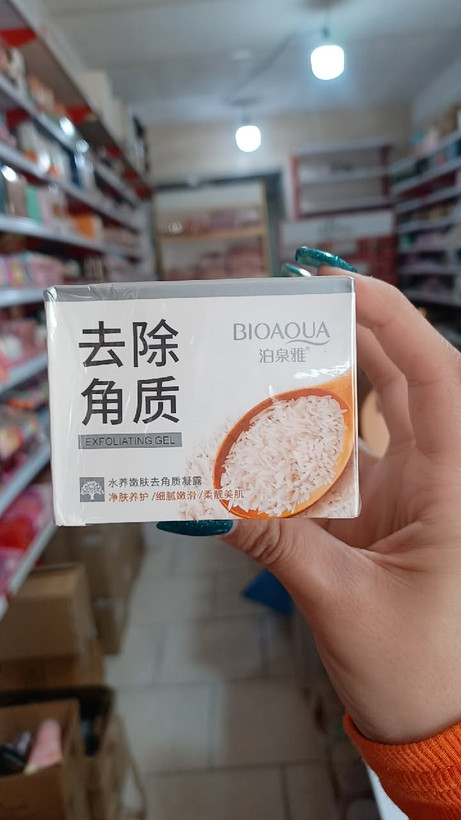 去除
角质
EXFOLIATING GEL
BIOAQUA
泊泉雅®
水养嫩肤去角质凝露
净肤养护/细腻嫩滑/柔靓美肌